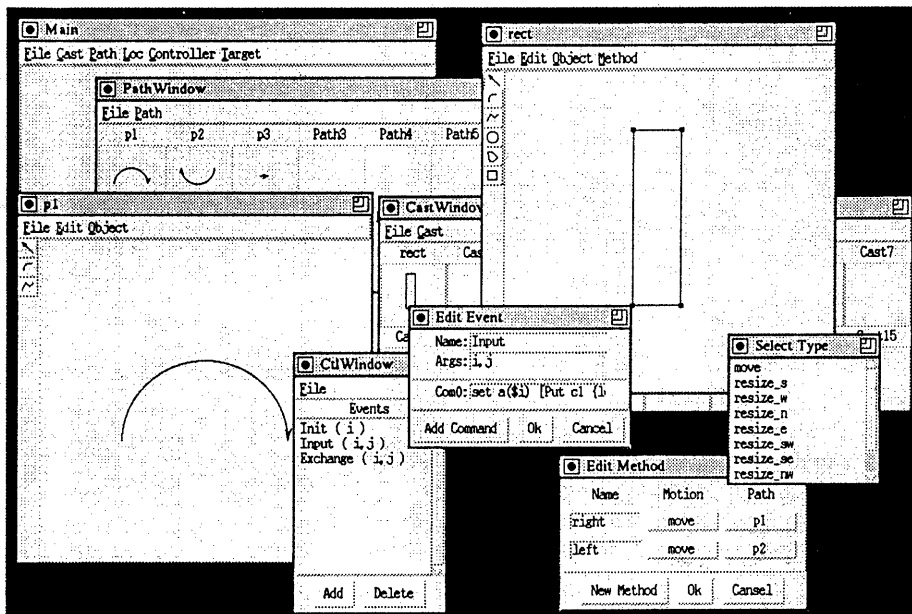 Main
File Cast Path Loc Controller Target
PathWindow
File Path
p1 p2 p3 Path3 Path4 Path5
p1
File Edit Object
CastWindow
File Cast
rect
rect
File Edit Object Method
Cast7
Edit Event
Name: Input
Args: i,j
Com0: set a($i) [Put c1 {l
Add Command Ok Cancel
CtlWindow
File
Events
Init ( i )
Input ( i,j )
Exchange ( i,j )
Add Delete
Select Type
move
resize_s
resize_w
resize_n
resize_e
resize_sw
resize_se
resize_nw
Edit Method
Name Motion Path
right move p1
left move p2
New Method Ok Cansel